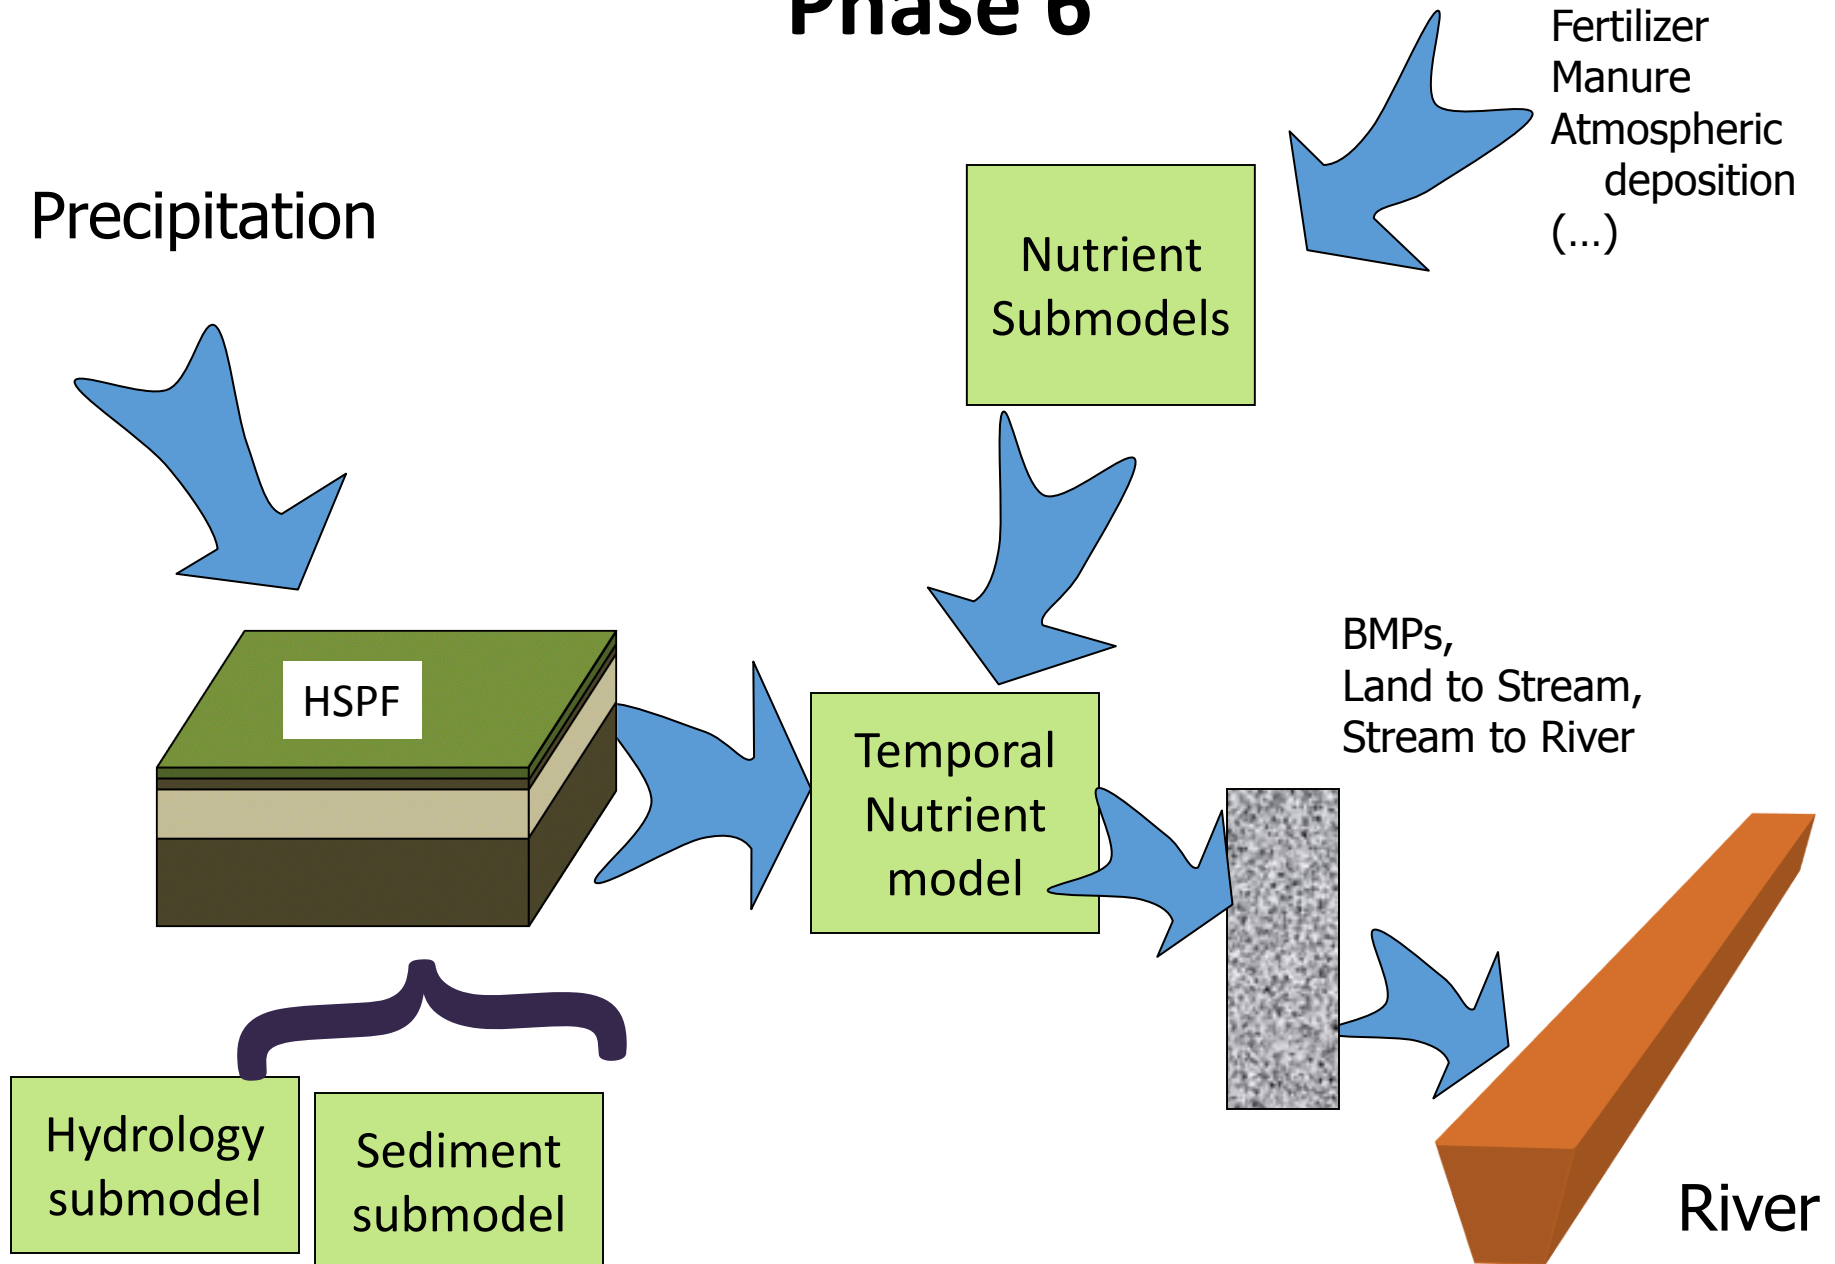 Phase 6
Fertilizer
Manure
Atmospheric
deposition
(...)
Precipitation
Nutrient
Submodels
HSPF
Temporal
Nutrient
model
BMPs,
Land to Stream,
Stream to River
Hydrology
submodel
Sediment
submodel
River